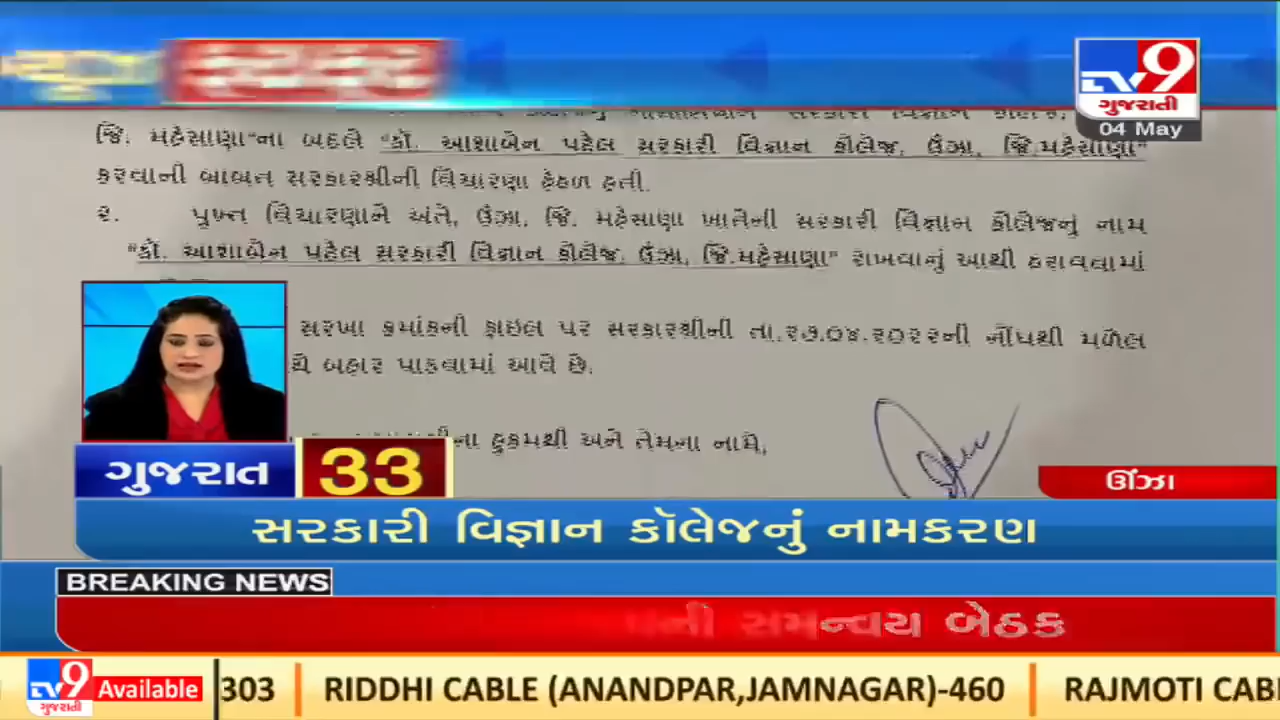 ન્યૂઝ ફટાફટ
TV9
ગુજરાતી
04 May
જિ. મહેસાણા"ના બદલે "ડૉ. આશાબેન પટેલ સરકારી વિજ્ઞાન કૉલેજ, ઉંઝા, જિ.મહેસાણા"
કરવાની બાબત સરકારશ્રીની વિચારણા હેઠળ હતી.
૨. પુખ્ત વિચારણાને અંતે, ઉંઝા, જિ. મહેસાણા ખાતેની સરકારી વિજ્ઞાન કૉલેજનું નામ
"ડૉ. આશાબેન પટેલ સરકારી વિજ્ઞાન કૉલેજ, ઉંઝા, જિ.મહેસાણા" રાખવાનું આથી ઠરાવવામાં
સરખા ક્રમાંકની ફાઇલ પર સરકારશ્રીની તા.૨૭.૦૪.૨૦૨૨ની નોંધથી મળેલ
બહાર પાડવામાં આવે છે.
હુકમથી અને તેમના નામે,
ગુજરાત 33
ઊંઝા
સરકારી વિજ્ઞાન કૉલેજનું નામકરણ
BREAKING NEWS
સમન્વય બેઠક
TV9
ગુજરાતી
Available
303
RIDDHI CABLE (ANANDPAR,JAMNAGAR)-460
RAJMOTI